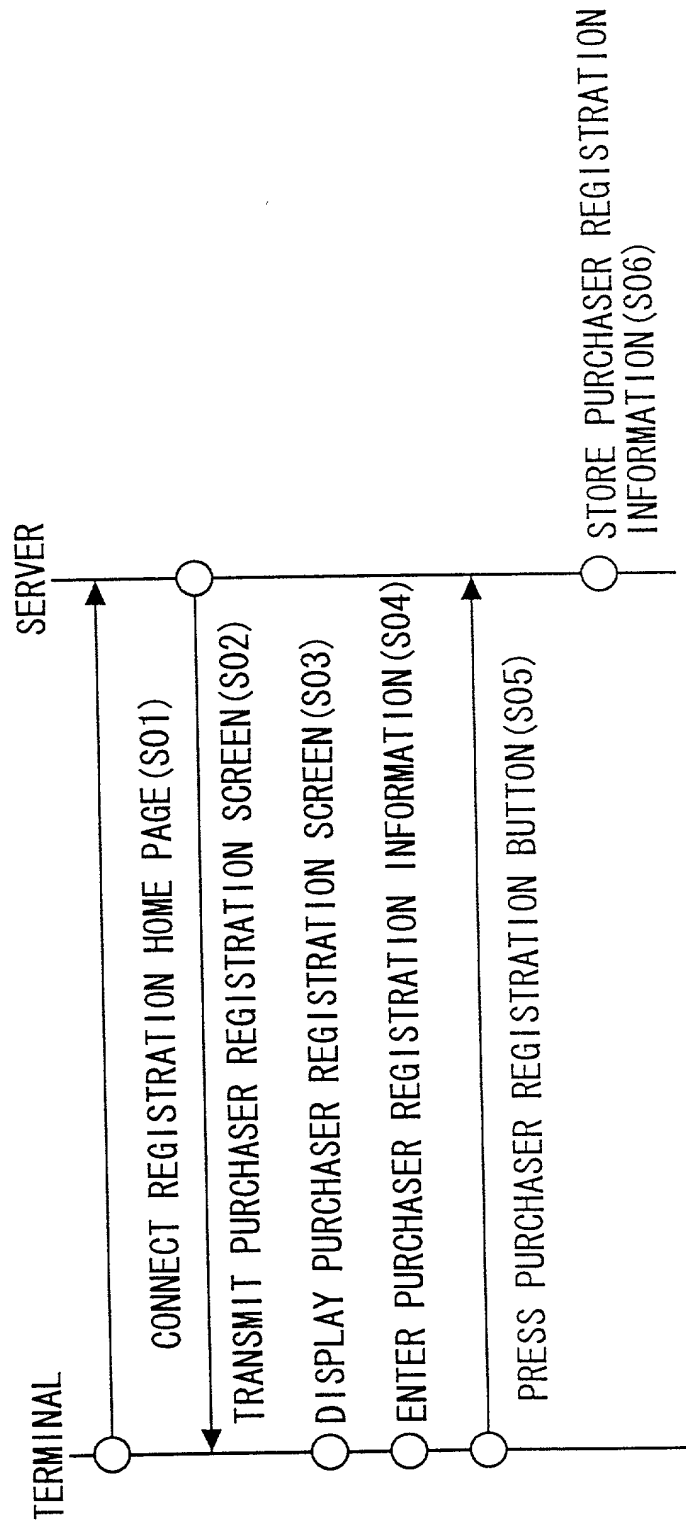 TERMINAL
SERVER
CONNECT REGISTRATION HOME PAGE(S01)
TRANSMIT PURCHASER REGISTRATION SCREEN(S02)
DISPLAY PURCHASER REGISTRATION SCREEN(S03)
ENTER PURCHASER REGISTRATION INFORMATION(S04)
PRESS PURCHASER REGISTRATION BUTTON(S05)
STORE PURCHASER REGISTRATION
INFORMATION(S06)